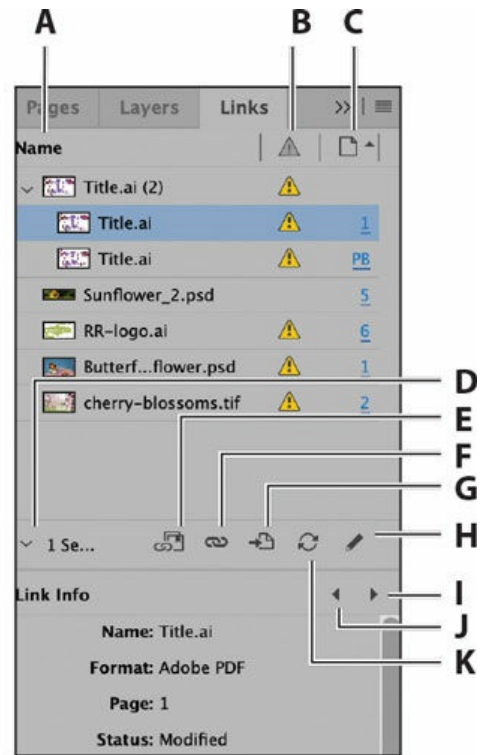 A B C
Pages Layers Links
Name
Title.ai (2)
Title.ai 1
Title.ai PB
Sunflower_2.psd 5
RR-logo.ai 6
Butterf...flower.psd 1
cherry-blossoms.tif 2
D
E
F
G
1 Se...
H
Link Info
I
J
Name: Title.ai
K
Format: Adobe PDF
Page: 1
Status: Modified